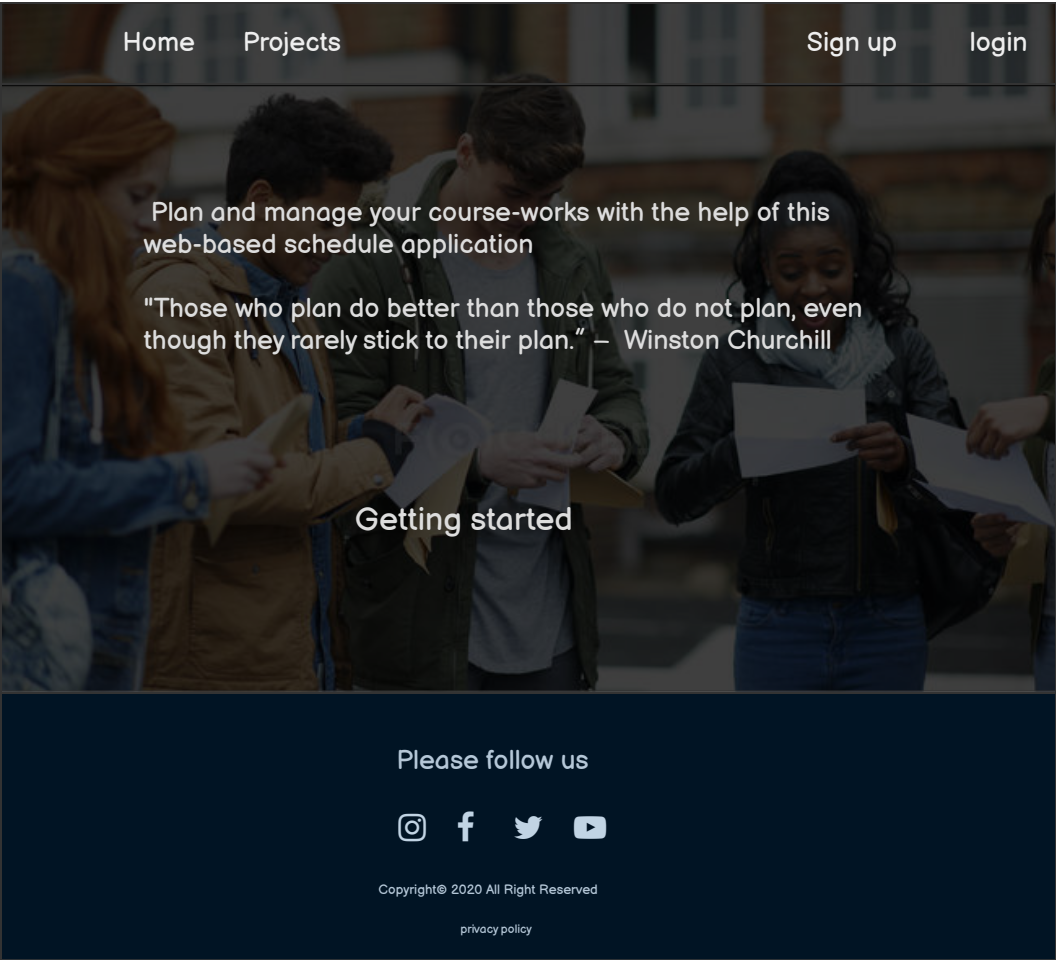 Home Projects Sign up login
Plan and manage your course-works with the help of this
web-based schedule application
"Those who plan do better than those who do not plan, even
though they rarely stick to their plan.” – Winston Churchill
Getting started
Please follow us
Copyright© 2020 All Right Reserved
privacy policy